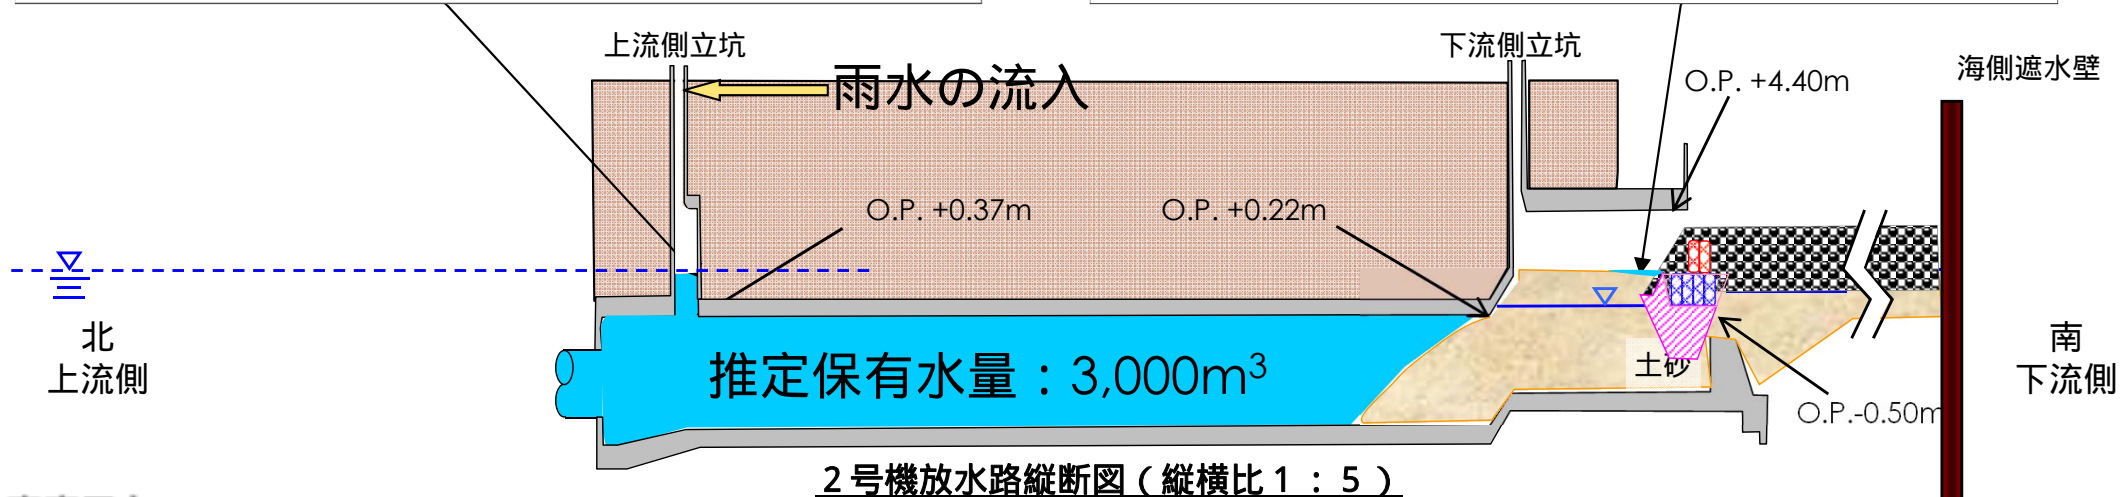 上流側立坑
下流側立坑
海側遮水壁
雨水の流入
O.P. +4.40m
O.P. +0.37m
O.P. +0.22m
北
上流側
南
下流側
推定保有水量：3,000m³
土砂
O.P.-0.50m
2号機放水路縦断図（縦横比1：5）